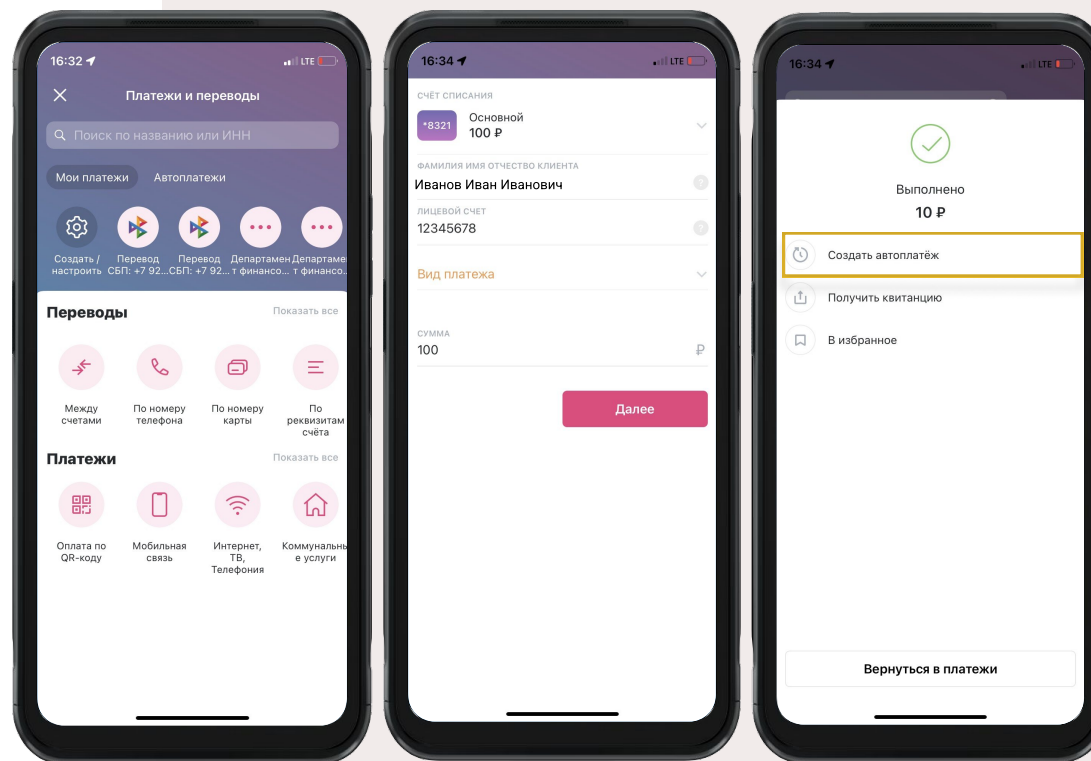 16:32
LTE
Платежи и переводы
Поиск по названию или ИНН
Мои платежи
Автоплатежи
Создать /
настроить
Перевод
СБП: +7 92...
Перевод
СБП: +7 92...
Департамен
т финансо...
Департаме
т финансо..
Переводы
Показать все
Между
счетами
По номеру
телефона
По номеру
карты
По
реквизитам
счёта
Платежи
Показать все
Оплата по
QR-коду
Мобильная
связь
Интернет,
ТВ,
Телефония
Коммунальны
е услуги
16:34
LTE
СЧЁТ СПИСАНИЯ
*8321
Основной
100 ₽
ФАМИЛИЯ ИМЯ ОТЧЕСТВО КЛИЕНТА
Иванов Иван Иванович
?
ЛИЦЕВОЙ СЧЕТ
12345678
?
Вид платежа
СУММА
100 ₽
Далее
16:34
LTE
Выполнено
10 ₽
Создать автоплатёж
Получить квитанцию
В избранное
Вернуться в платежи